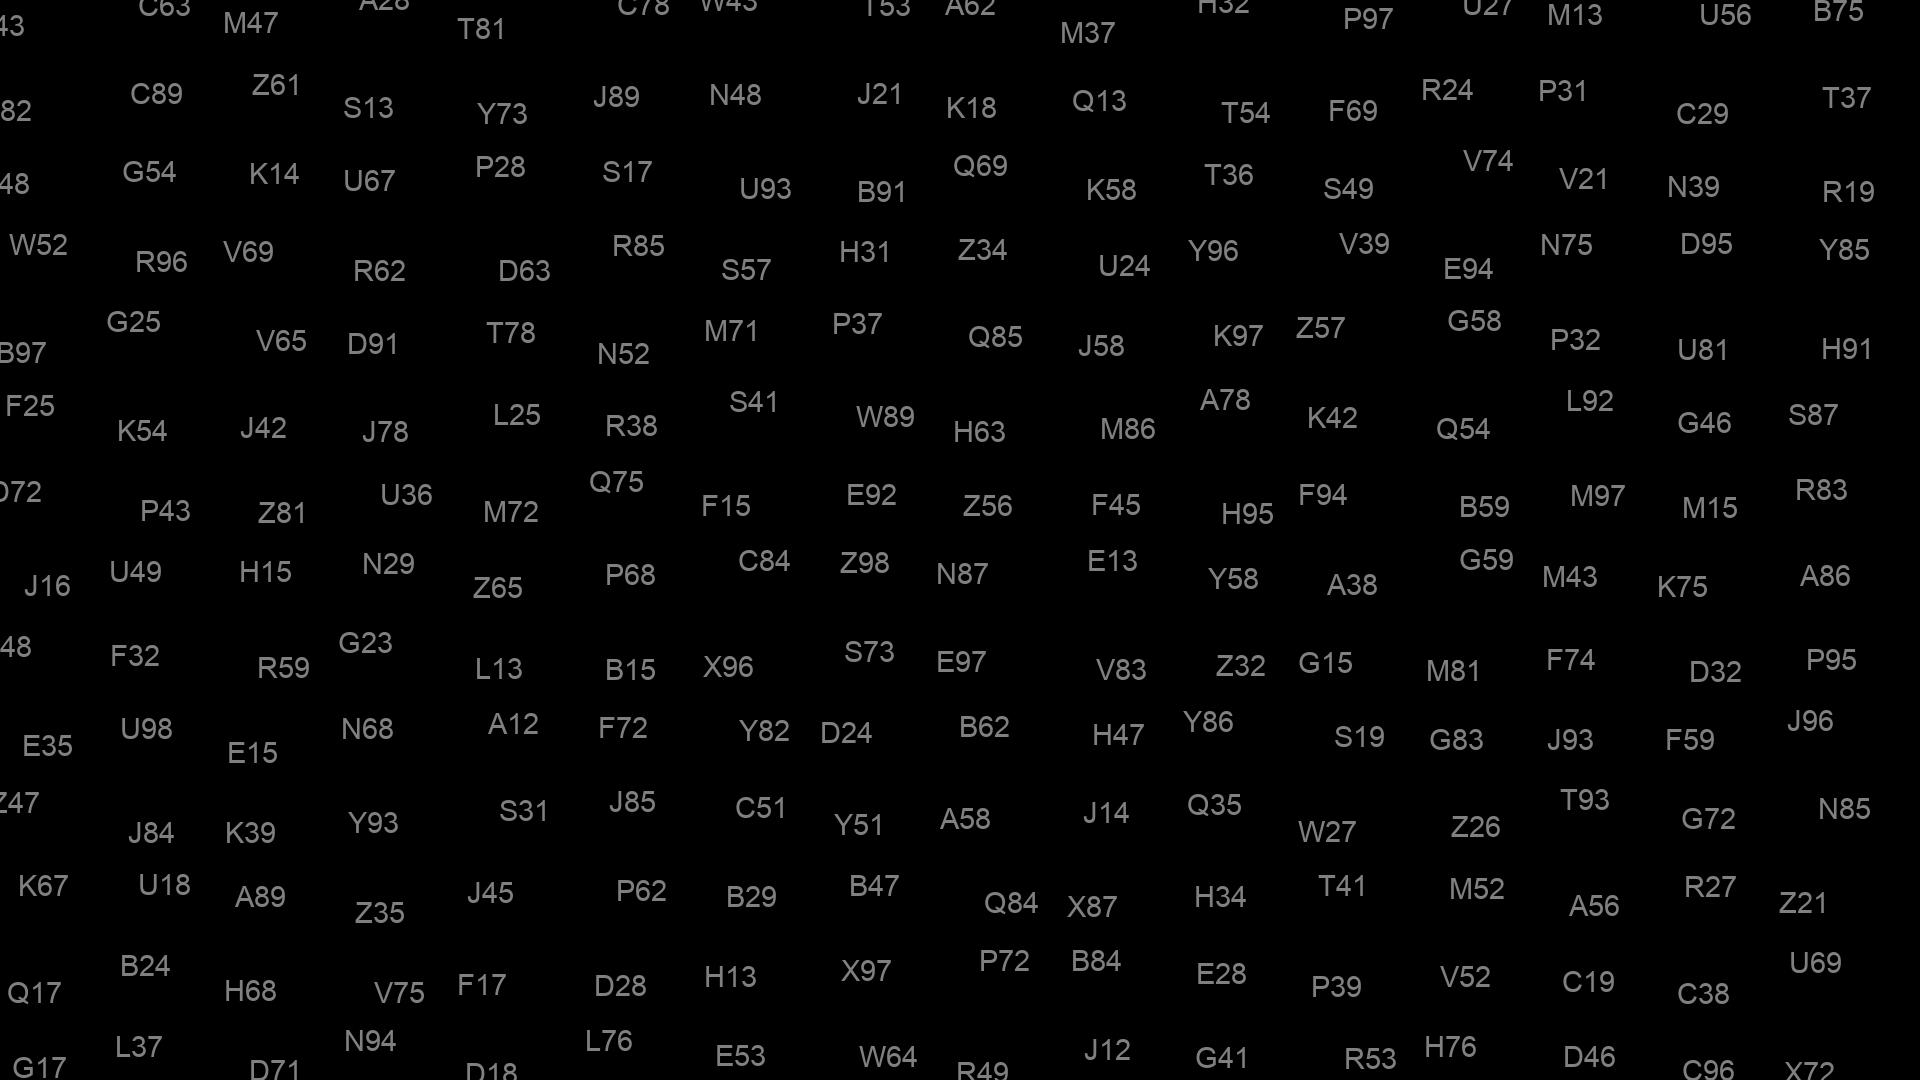 43 C63 M47 A28 T81 C78 W43 T53 A62 M37 H32 P97 U27 M13 U56 B75
82 C89 Z61 S13 Y73 J89 N48 J21 K18 Q13 T54 F69 R24 P31 C29 T37
48 G54 K14 U67 P28 S17 U93 B91 Q69 K58 T36 S49 V74 V21 N39 R19
W52 R96 V69 R62 D63 R85 S57 H31 Z34 U24 Y96 V39 E94 N75 D95 Y85
B97 G25 V65 D91 T78 N52 M71 P37 Q85 J58 K97 Z57 G58 P32 U81 H91
F25 K54 J42 J78 L25 R38 S41 W89 H63 M86 A78 K42 Q54 L92 G46 S87
D72 P43 Z81 U36 M72 Q75 F15 E92 Z56 F45 H95 F94 B59 M97 M15 R83
J16 U49 H15 N29 Z65 P68 C84 Z98 N87 E13 Y58 A38 G59 M43 K75 A86
48 F32 R59 G23 L13 B15 X96 S73 E97 V83 Z32 G15 M81 F74 D32 P95
E35 U98 E15 N68 A12 F72 Y82 D24 B62 H47 Y86 S19 G83 J93 F59 J96
Z47 J84 K39 Y93 S31 J85 C51 Y51 A58 J14 Q35 W27 Z26 T93 G72 N85
K67 U18 A89 Z35 J45 P62 B29 B47 Q84 X87 H34 T41 M52 A56 R27 Z21
Q17 B24 H68 V75 F17 D28 H13 X97 P72 B84 E28 P39 V52 C19 C38 U69
G17 L37 D71 N94 D18 L76 E53 W64 R49 J12 G41 R53 H76 D46 C96 X72